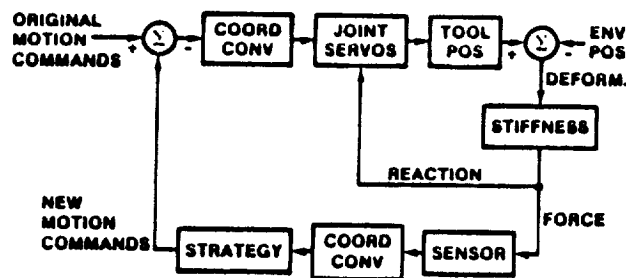 ORIGINAL
MOTION
COMMANDS
+
Σ
-
COORD
CONV
JOINT
SERVOS
TOOL
POS
+
Σ
-
ENV
POS
DEFORM.
STIFFNESS
REACTION
FORCE
NEW
MOTION
COMMANDS
STRATEGY
COORD
CONV
SENSOR